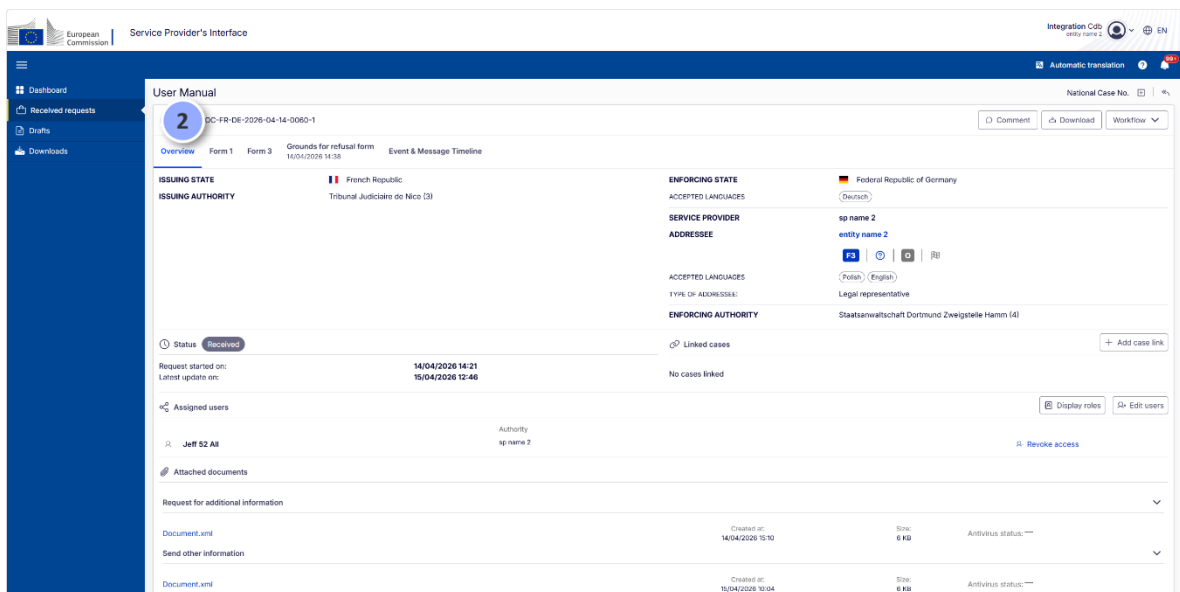 European
Commission
Service Provider's Interface
Integration Cdb
entity name 2
EN
Automatic translation
99+
Dashboard
Received requests
Drafts
Downloads
User Manual
National Case No.
2
OC-FR-DE-2026-04-14-0060-1
Comment
Download
Workflow
Overview
Form 1
Form 3
Grounds for refusal form
14/04/2026 14:38
Event & Message Timeline
ISSUING STATE
French Republic
ISSUING AUTHORITY
Tribunal Judiciaire de Nice (3)
ENFORCING STATE
Federal Republic of Germany
ACCEPTED LANGUAGES
Deutsch
SERVICE PROVIDER
sp name 2
ADDRESSEE
entity name 2
F3
O
ACCEPTED LANGUAGES
Polish
English
TYPE OF ADDRESSEE:
Legal representative
ENFORCING AUTHORITY
Staatsanwaltschaft Dortmund Zweigstelle Hamm (4)
Status
Received
Request started on:
14/04/2026 14:21
Latest update on:
15/04/2026 12:46
Linked cases
+ Add case link
No cases linked
Assigned users
Display roles
Edit users
Authority
Jeff 52 All
sp name 2
Revoke access
Attached documents
Request for additional information
Document.xml
Created at:
14/04/2026 15:10
Size:
6 KB
Antivirus status: —
Send other information
Document.xml
Created at:
15/04/2026 10:04
Size:
6 KB
Antivirus status: —